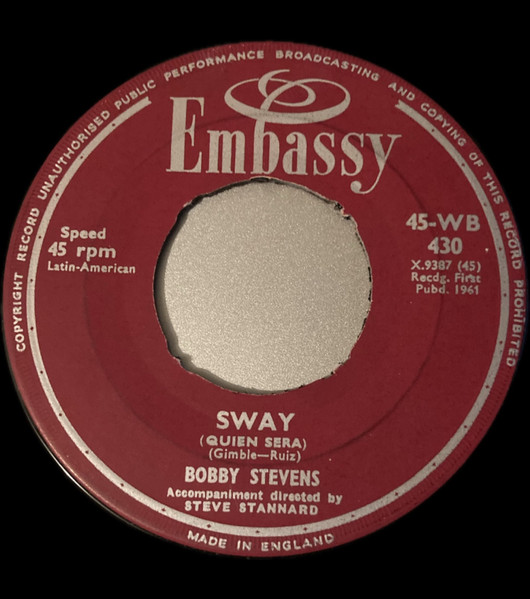 COPYRIGHT RECORD UNAUTHORISED PUBLIC PERFORMANCE BROADCASTING AND COPYING OF THIS RECORD PROHIBITED
Embassy
Speed
45 rpm
Latin-American
45-WB
430
X.9387 (45)
Recdg. First
Pubd. 1961
SWAY
(QUIEN SERA)
(Gimble—Ruiz)
BOBBY STEVENS
Accompaniment directed by
STEVE STANNARD
MADE IN ENGLAND